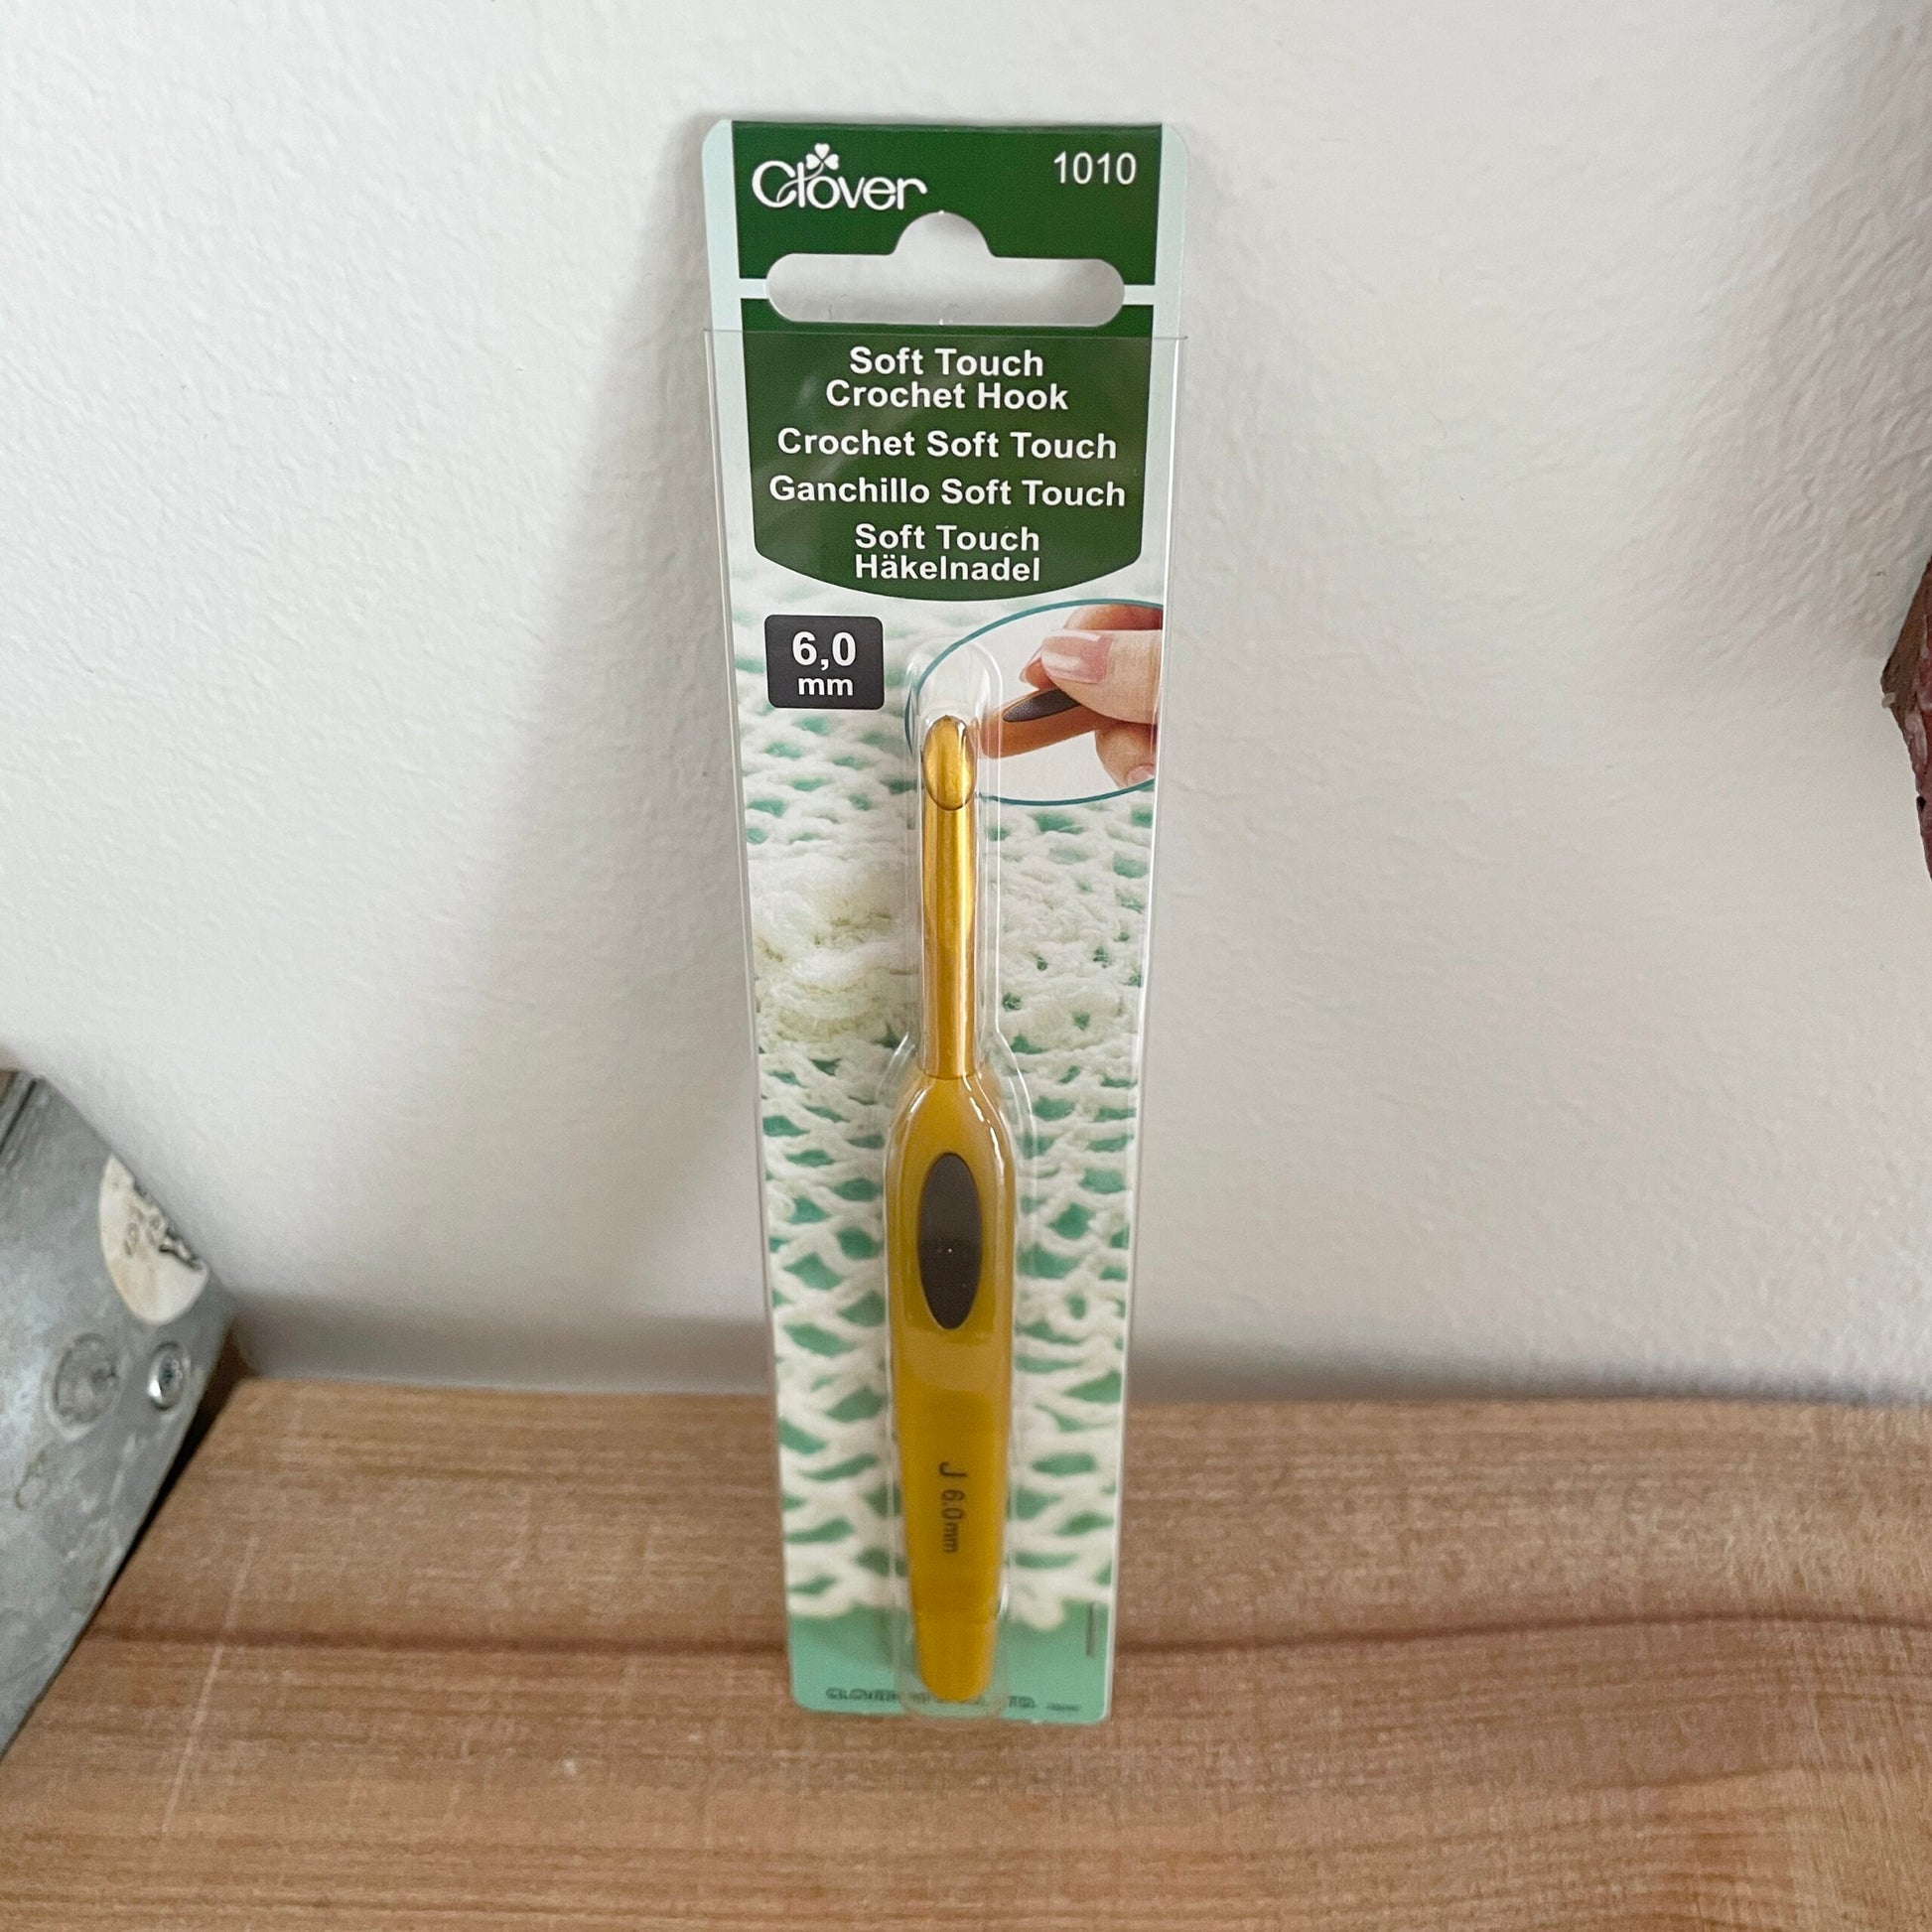 Clover
1010
Soft Touch
Crochet Hook
Crochet Soft Touch
Ganchillo Soft Touch
Soft Touch
Häkelnadel
6,0
mm
J 6.0mm